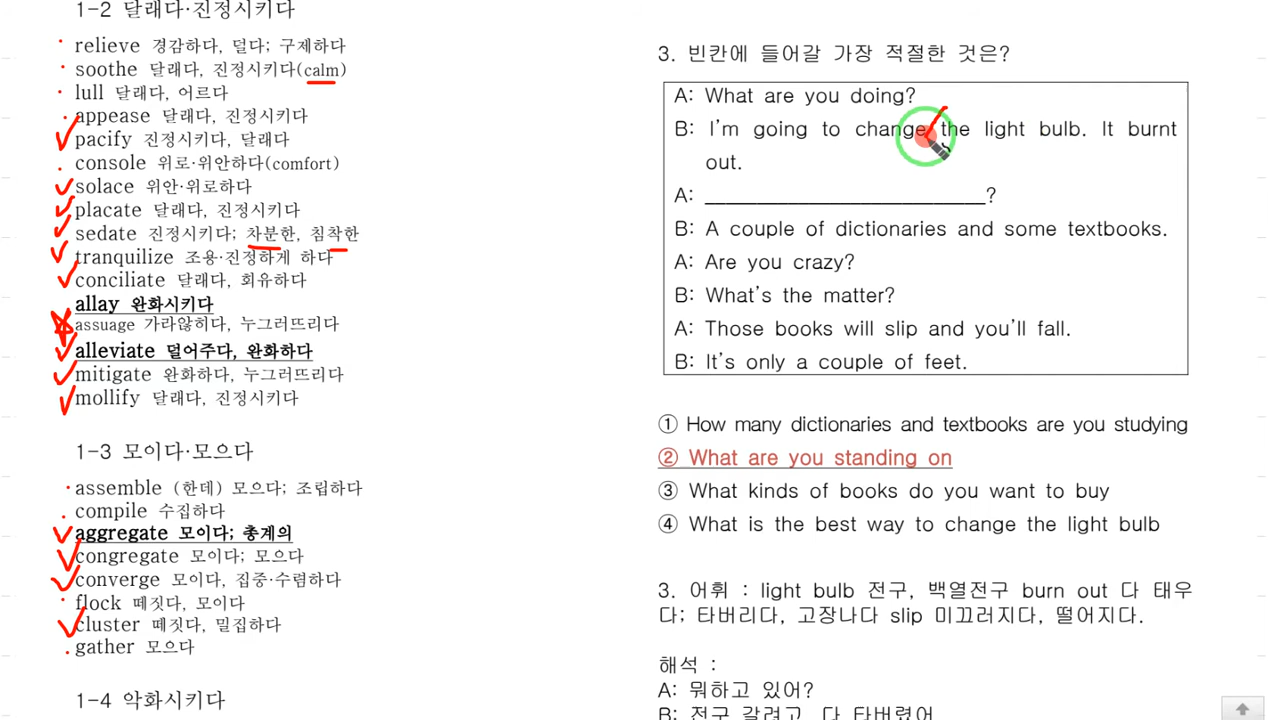 1-2 달래다·진정시키다
relieve 경감하다, 덜다; 구제하다
soothe 달래다, 진정시키다(calm)
lull 달래다, 어르다
appease 달래다, 진정시키다
pacify 진정시키다, 달래다
console 위로·위안하다(comfort)
solace 위안·위로하다
placate 달래다, 진정시키다
sedate 진정시키다; 차분한, 침착한
tranquilize 조용·진정하게 하다
conciliate 달래다, 회유하다
allay 완화시키다
assuage 가라않히다, 누그러뜨리다
alleviate 덜어주다, 완화하다
mitigate 완화하다, 누그러뜨리다
mollify 달래다, 진정시키다
1-3 모이다·모으다
assemble (한데) 모으다; 조립하다
compile 수집하다
aggregate 모이다; 총계의
congregate 모이다; 모으다
converge 모이다, 집중·수렴하다
flock 떼짓다, 모이다
cluster 떼짓다, 밀집하다
gather 모으다
1-4 악화시키다
3. 빈칸에 들어갈 가장 적절한 것은?
A: What are you doing?
B: I'm going to change the light bulb. It burnt
out.
A: ________________________?
B: A couple of dictionaries and some textbooks.
A: Are you crazy?
B: What's the matter?
A: Those books will slip and you'll fall.
B: It's only a couple of feet.
① How many dictionaries and textbooks are you studying
② What are you standing on
③ What kinds of books do you want to buy
④ What is the best way to change the light bulb
3. 어휘 : light bulb 전구, 백열전구 burn out 다 태우
다; 타버리다, 고장나다 slip 미끄러지다, 떨어지다.
해석 :
A: 뭐하고 있어?
B: 전구 갈려고. 다 타버렸어